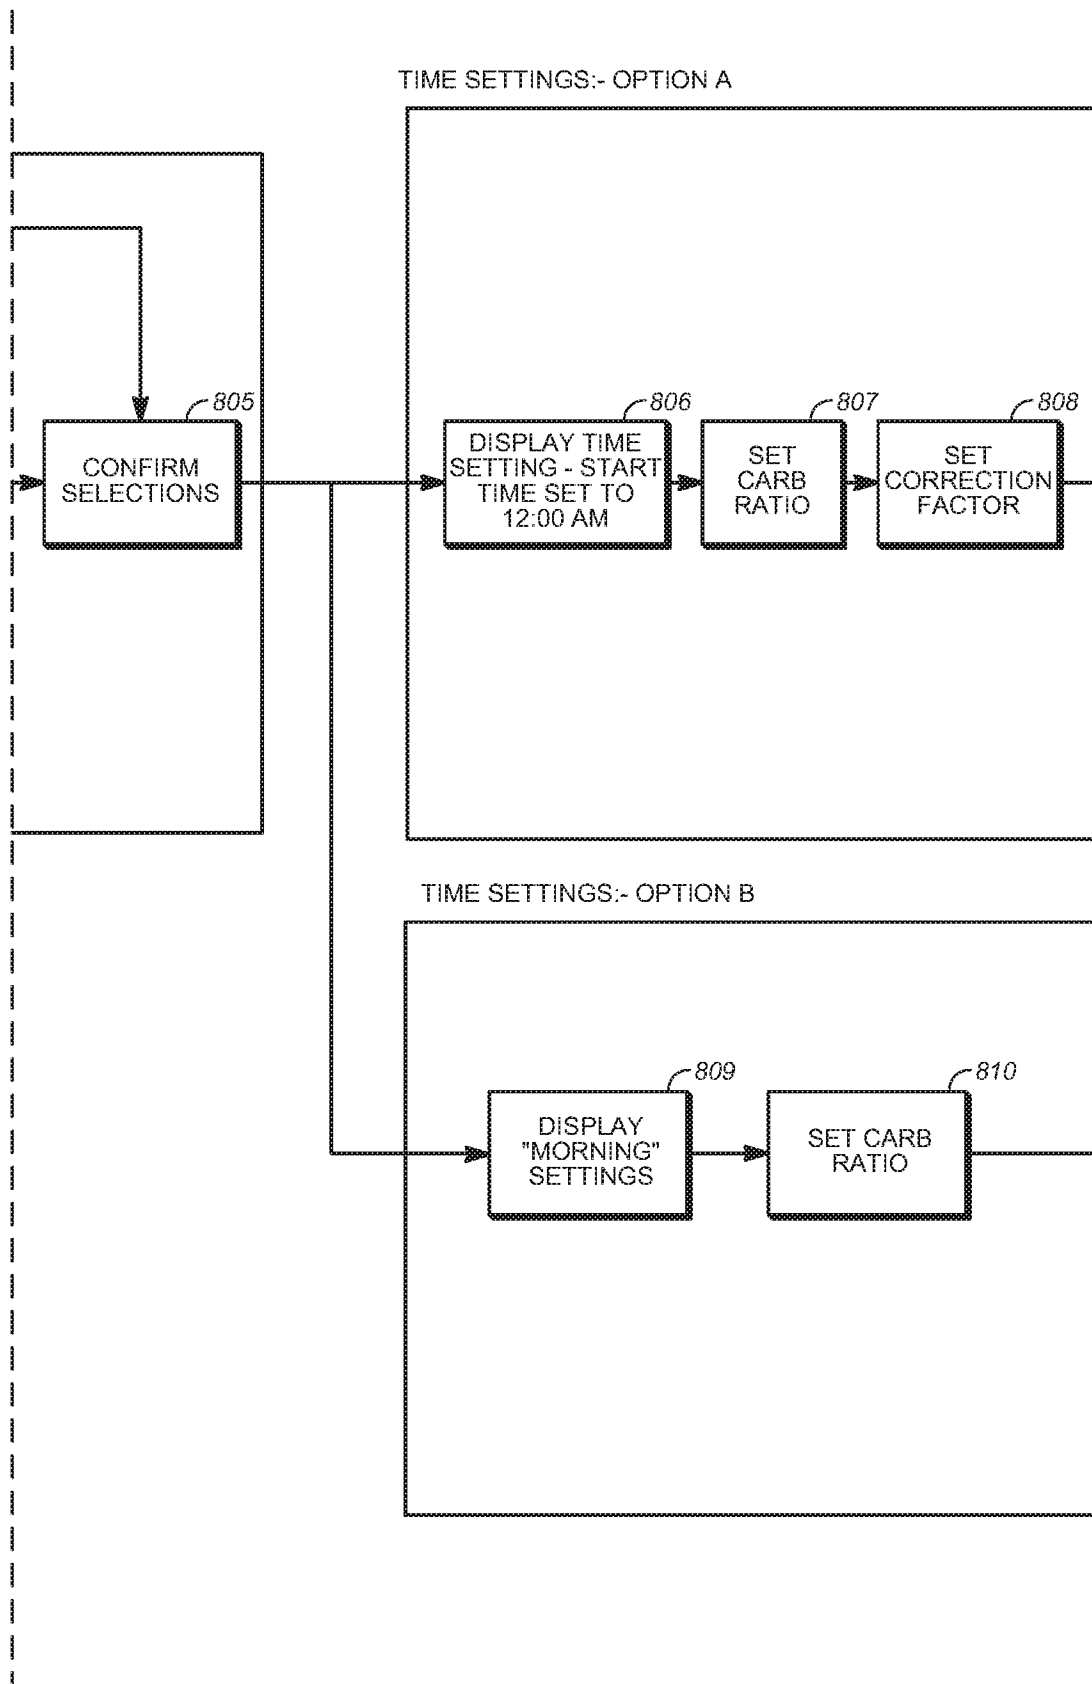 TIME SETTINGS:- OPTION A
805
CONFIRM
SELECTIONS
806
DISPLAY TIME
SETTING - START
TIME SET TO
12:00 AM
807
SET
CARB
RATIO
808
SET
CORRECTION
FACTOR
TIME SETTINGS:- OPTION B
809
DISPLAY
"MORNING"
SETTINGS
810
SET CARB
RATIO